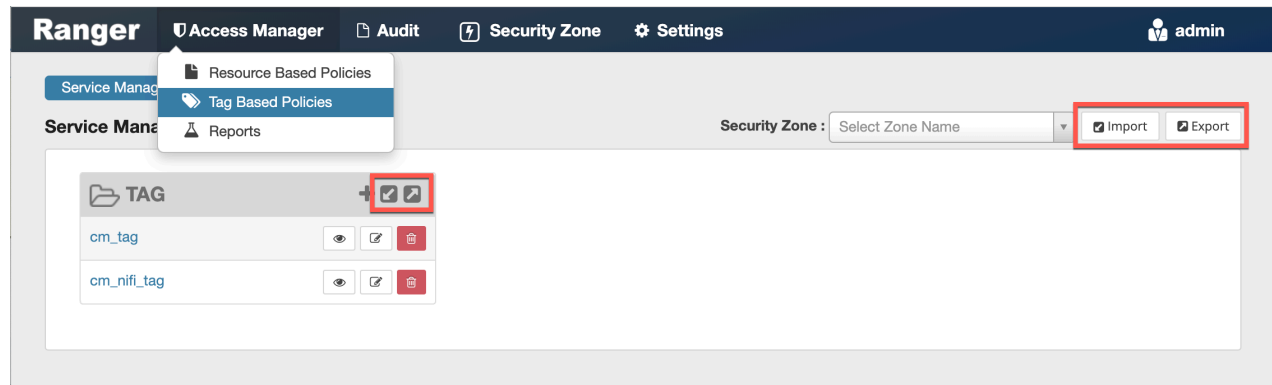 Ranger Access Manager Audit Security Zone Settings admin
Resource Based Policies
Service Manag
Tag Based Policies
Service Mana
Reports
Security Zone : Select Zone Name Import Export
TAG
cm_tag
cm_nifi_tag